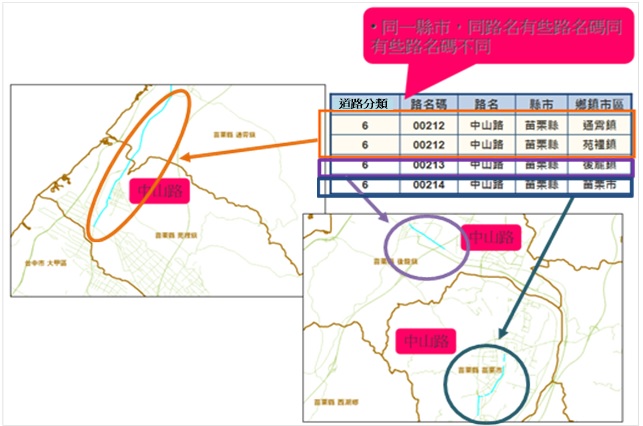 • 同一縣市，同路名有些路名碼同
有些路名碼不同
道路分類 路名碼 路名 縣市 鄉鎮市區
6 00212 中山路 苗栗縣 通霄鎮
6 00212 中山路 苗栗縣 苑裡鎮
6 00213 中山路 苗栗縣 後龍鎮
6 00214 中山路 苗栗縣 苗栗市
苗栗縣 通霄鎮
中山路
苗栗縣 苑裡鎮
台中市 大甲區
中山路
苗栗縣 後龍鎮
中山路
苗栗縣 苗栗市
苗栗縣 西湖鄉